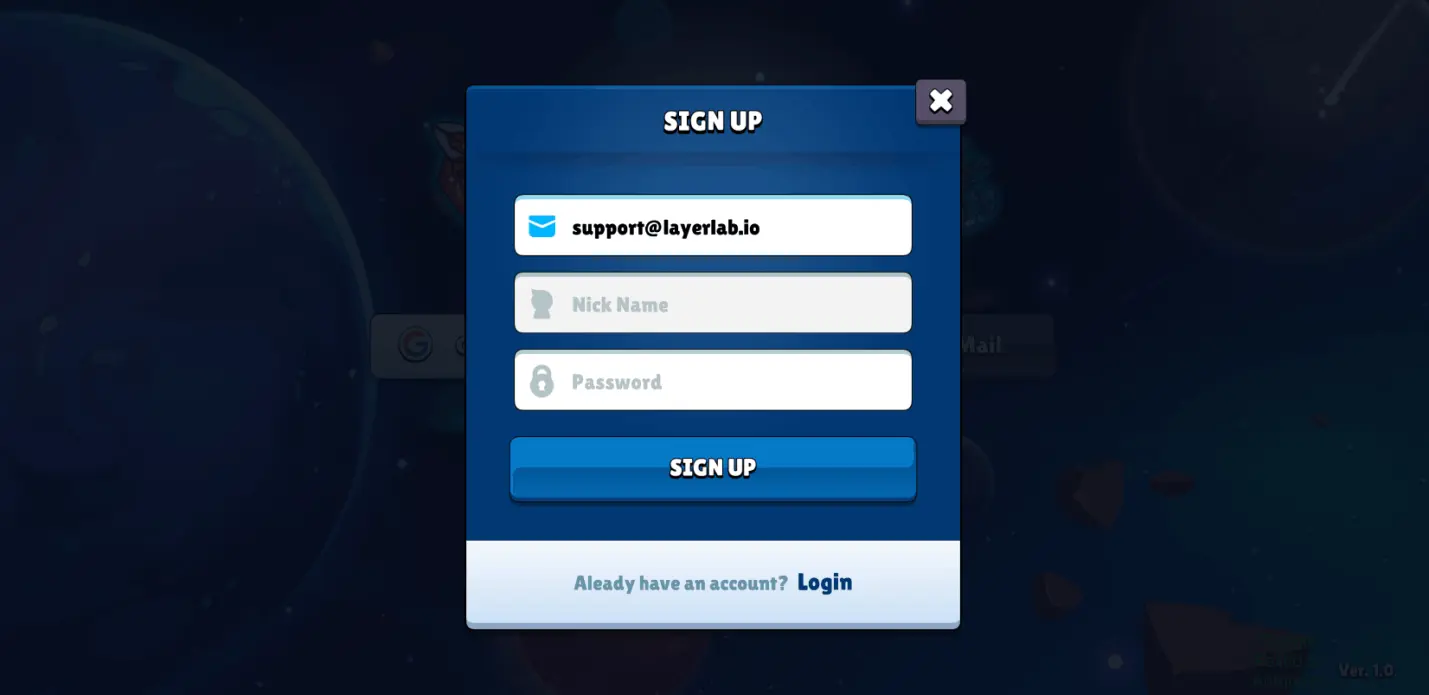 SIGN UP
support@layerlab.io
Nick Name
Mail
Password
SIGN UP
Aleady have an account? Login
Ver. 1.0